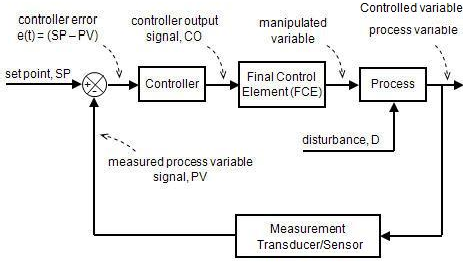 controller error
e(t) = (SP – PV)
controller output
signal, CO
manipulated
variable
Controlled variable
process variable
set point, SP
+
-
Controller
Final Control
Element (FCE)
Process
disturbance, D
measured process variable
signal, PV
Measurement
Transducer/Sensor